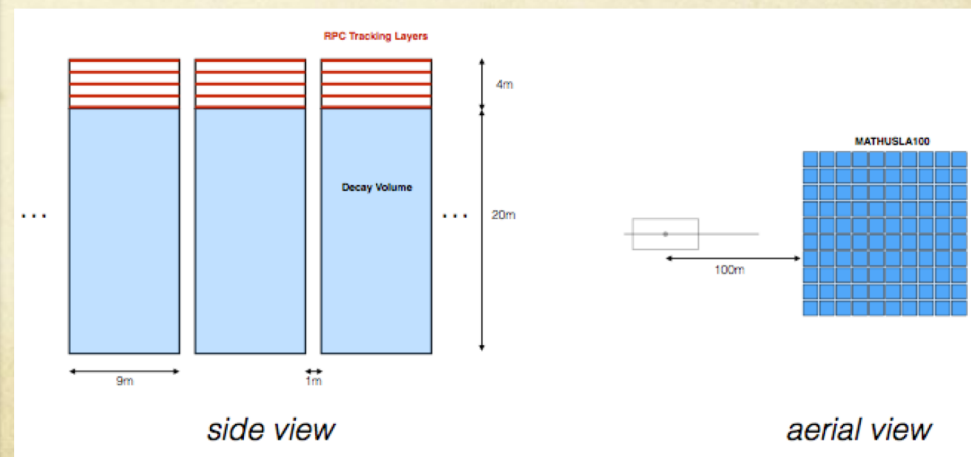 RPC Tracking Layers
4m
Decay Volume
...
...
20m
9m
1m
side view
MATHUSLA100
100m
aerial view